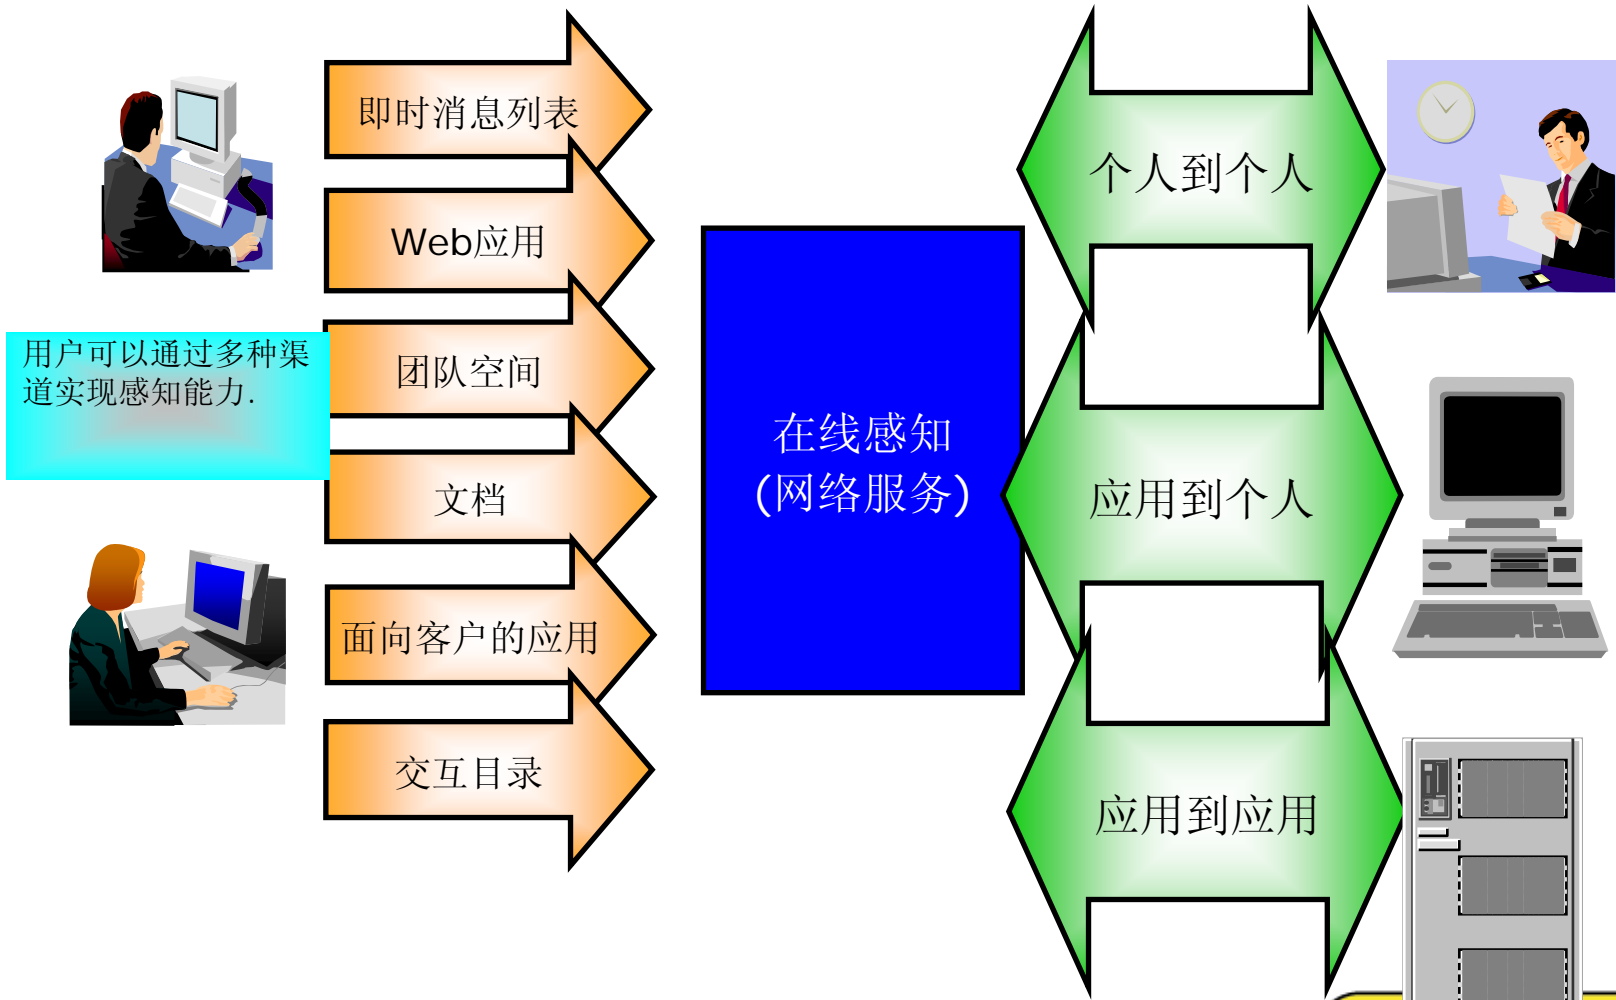 即时消息列表
Web应用
团队空间
文档
面向客户的应用
交互目录
用户可以通过多种渠
道实现感知能力.
在线感知
(网络服务)
个人到个人
应用到个人
应用到应用